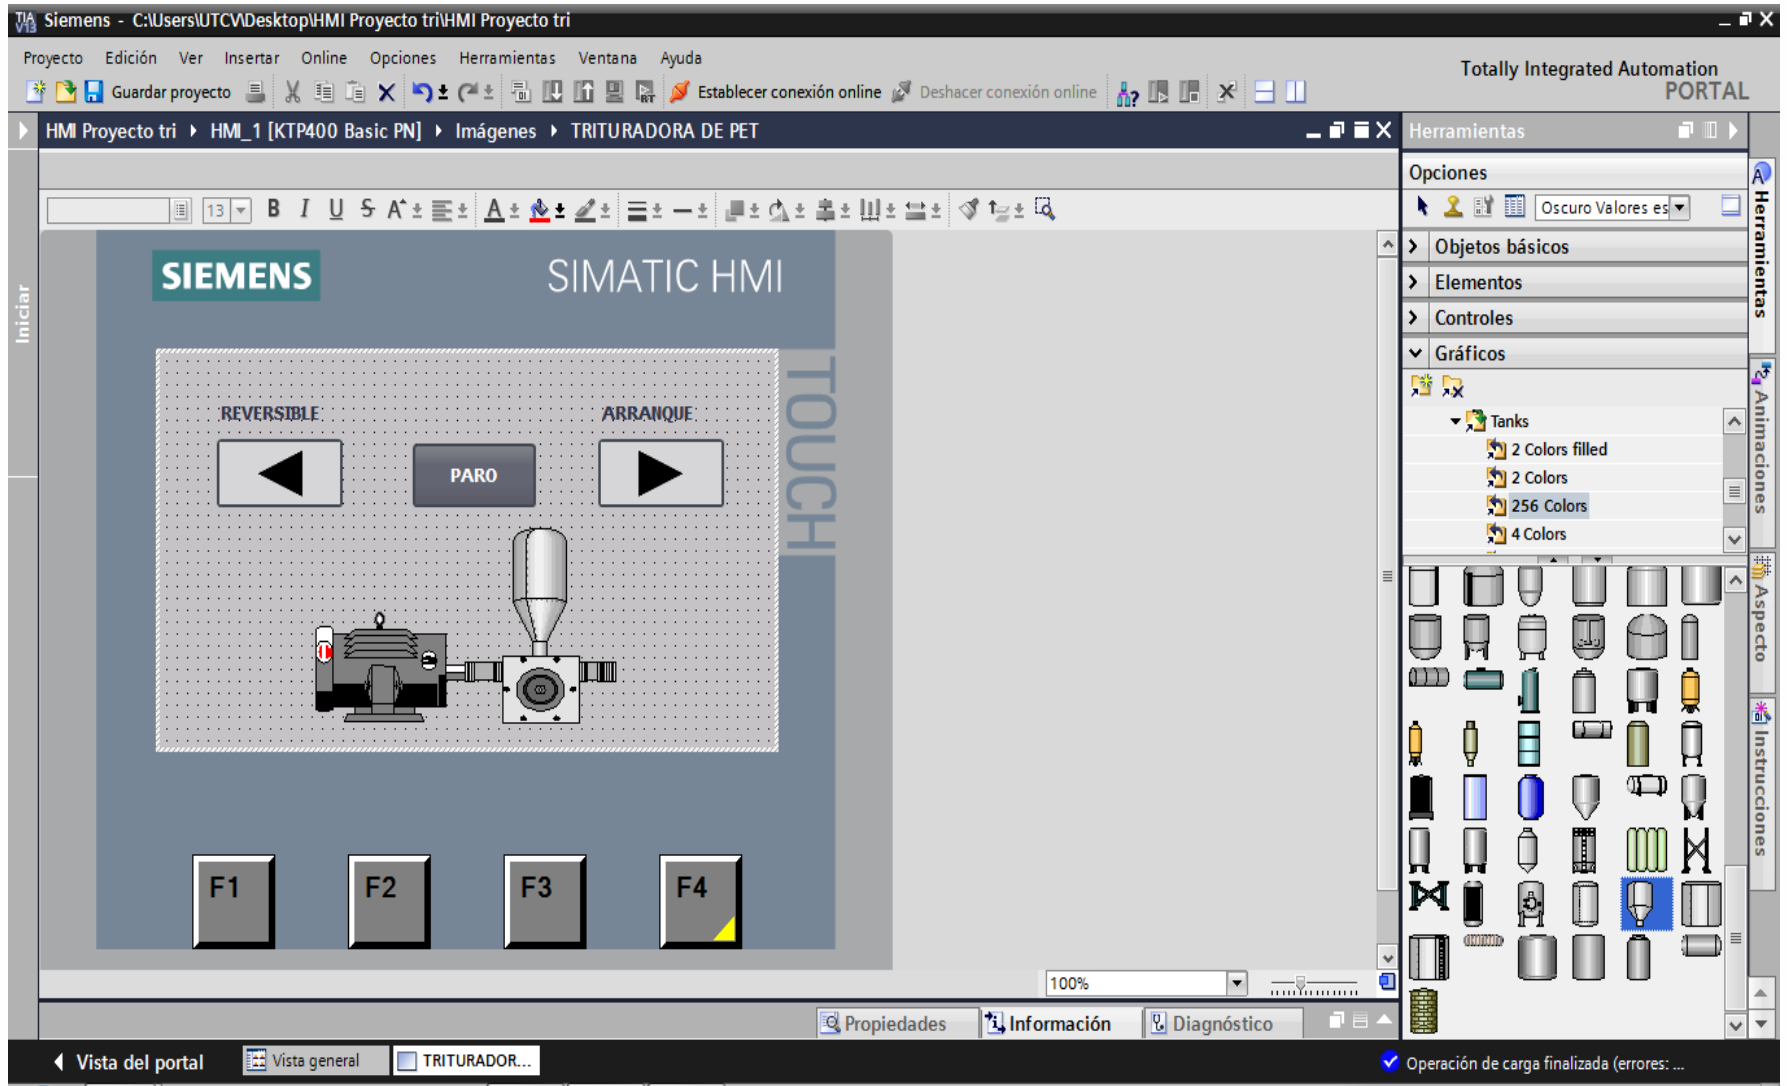 TIA V13 Siemens - C:\Users\UTCV\Desktop\HMI Proyecto tri\HMI Proyecto tri
Proyecto Edición Ver Insertar Online Opciones Herramientas Ventana Ayuda
Totally Integrated Automation
PORTAL
Guardar proyecto Establecer conexión online Deshacer conexión online
HMI Proyecto tri HMI_1 [KTP400 Basic PN] Imágenes TRITURADORA DE PET
Herramientas
Opciones
13 B I U S A A
Oscuro Valores es
Objetos básicos
Elementos
Controles
Gráficos
Tanks
2 Colors filled
2 Colors
256 Colors
4 Colors
Herramientas
Animaciones
Aspecto
Instrucciones
Iniciar
SIEMENS SIMATIC HMI
TOUCH
REVERSIBLE ARRANQUE
PARO
F1 F2 F3 F4
100%
Propiedades Información Diagnóstico
Vista del portal Vista general TRITURADOR...
Operación de carga finalizada (errores: ...